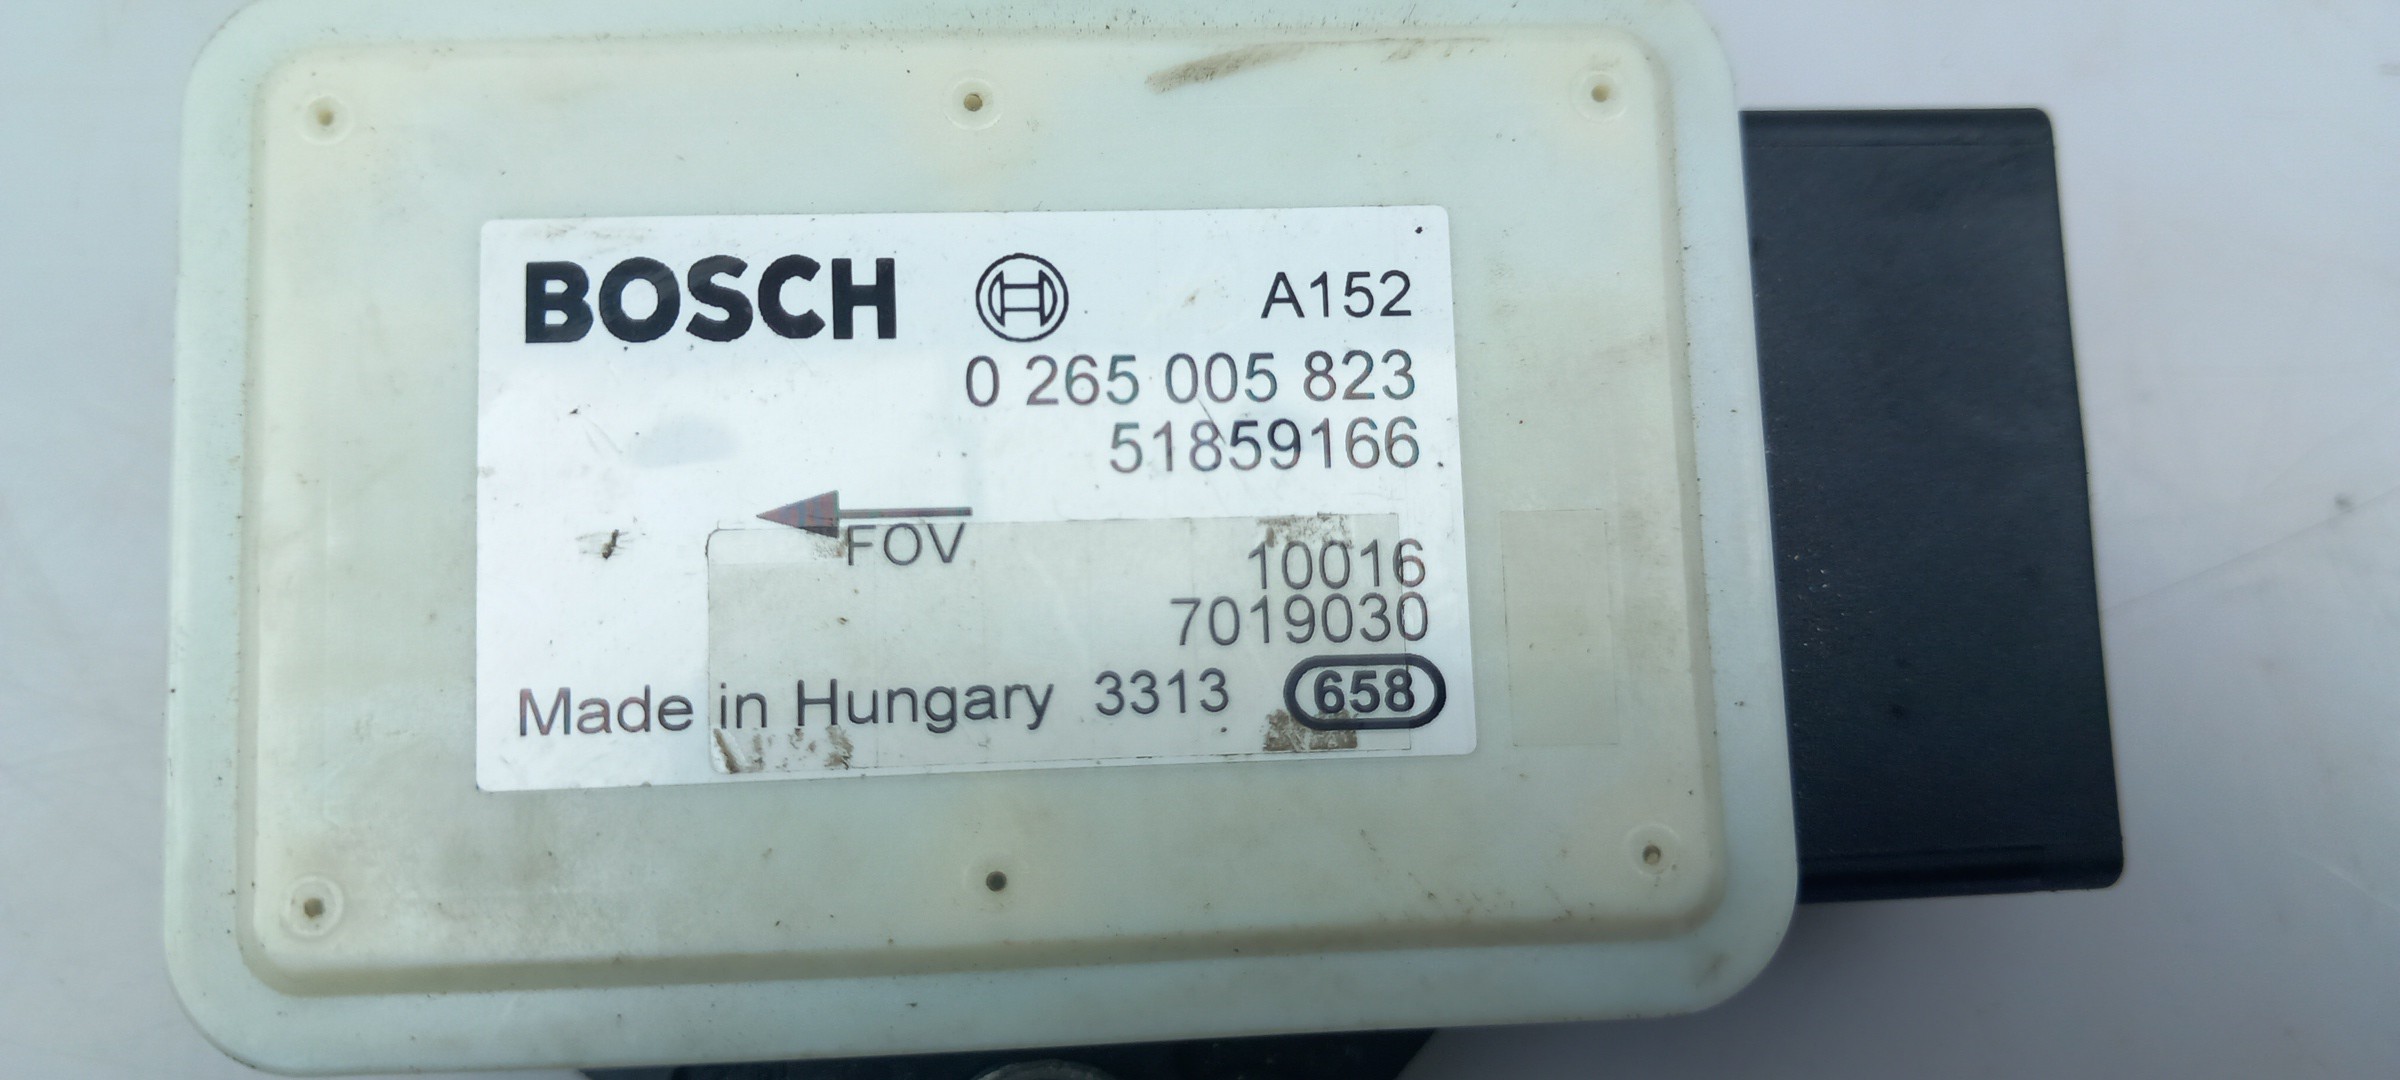 BOSCH A152
0 265 005 823
51859166
FOV
10016
7019030
Made in Hungary 3313 658